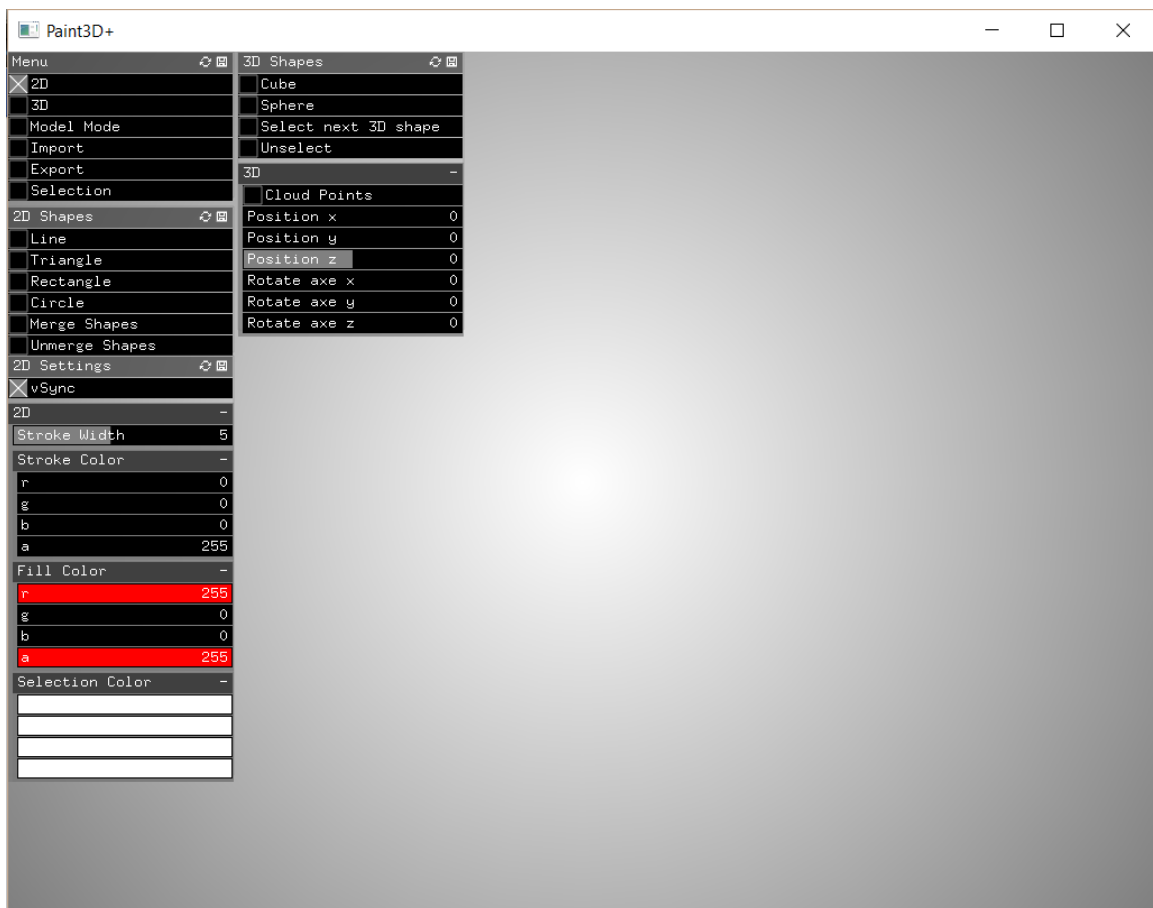 Paint3D+
Menu
2D
3D
Model Mode
Import
Export
Selection
2D Shapes
Line
Triangle
Rectangle
Circle
Merge Shapes
Unmerge Shapes
2D Settings
vSync
2D -
Stroke Width 5
Stroke Color -
r 0
g 0
b 0
a 255
Fill Color -
r 255
g 0
b 0
a 255
Selection Color -
3D Shapes
Cube
Sphere
Select next 3D shape
Unselect
3D -
Cloud Points
Position x 0
Position y 0
Position z 0
Rotate axe x 0
Rotate axe y 0
Rotate axe z 0